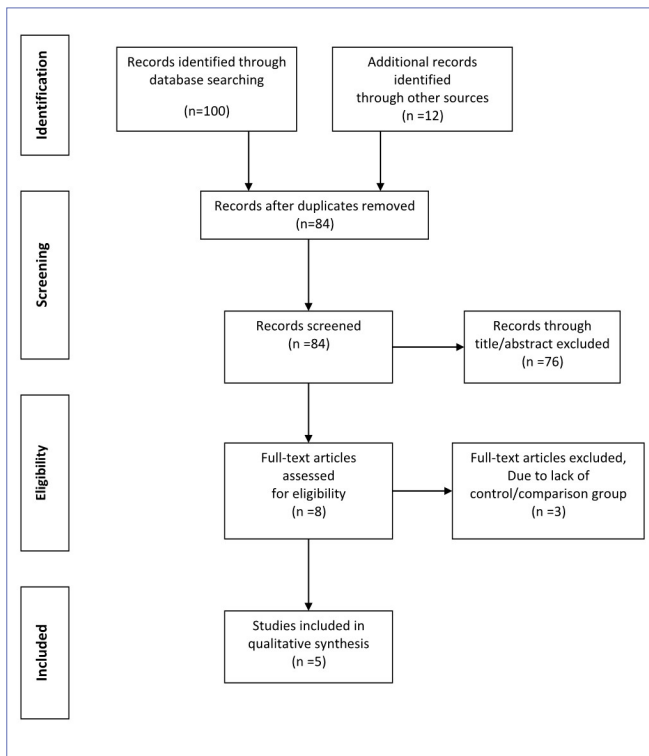 Identification
Records identified through
database searching
(n=100)
Additional records
identified
through other sources
(n =12)
Screening
Records after duplicates removed
(n=84)
Records screened
(n =84)
Records through
title/abstract excluded
(n =76)
Eligibility
Full-text articles
assessed
for eligibility
(n =8)
Full-text articles excluded,
Due to lack of
control/comparison group
(n =3)
Included
Studies included in
qualitative synthesis
(n =5)